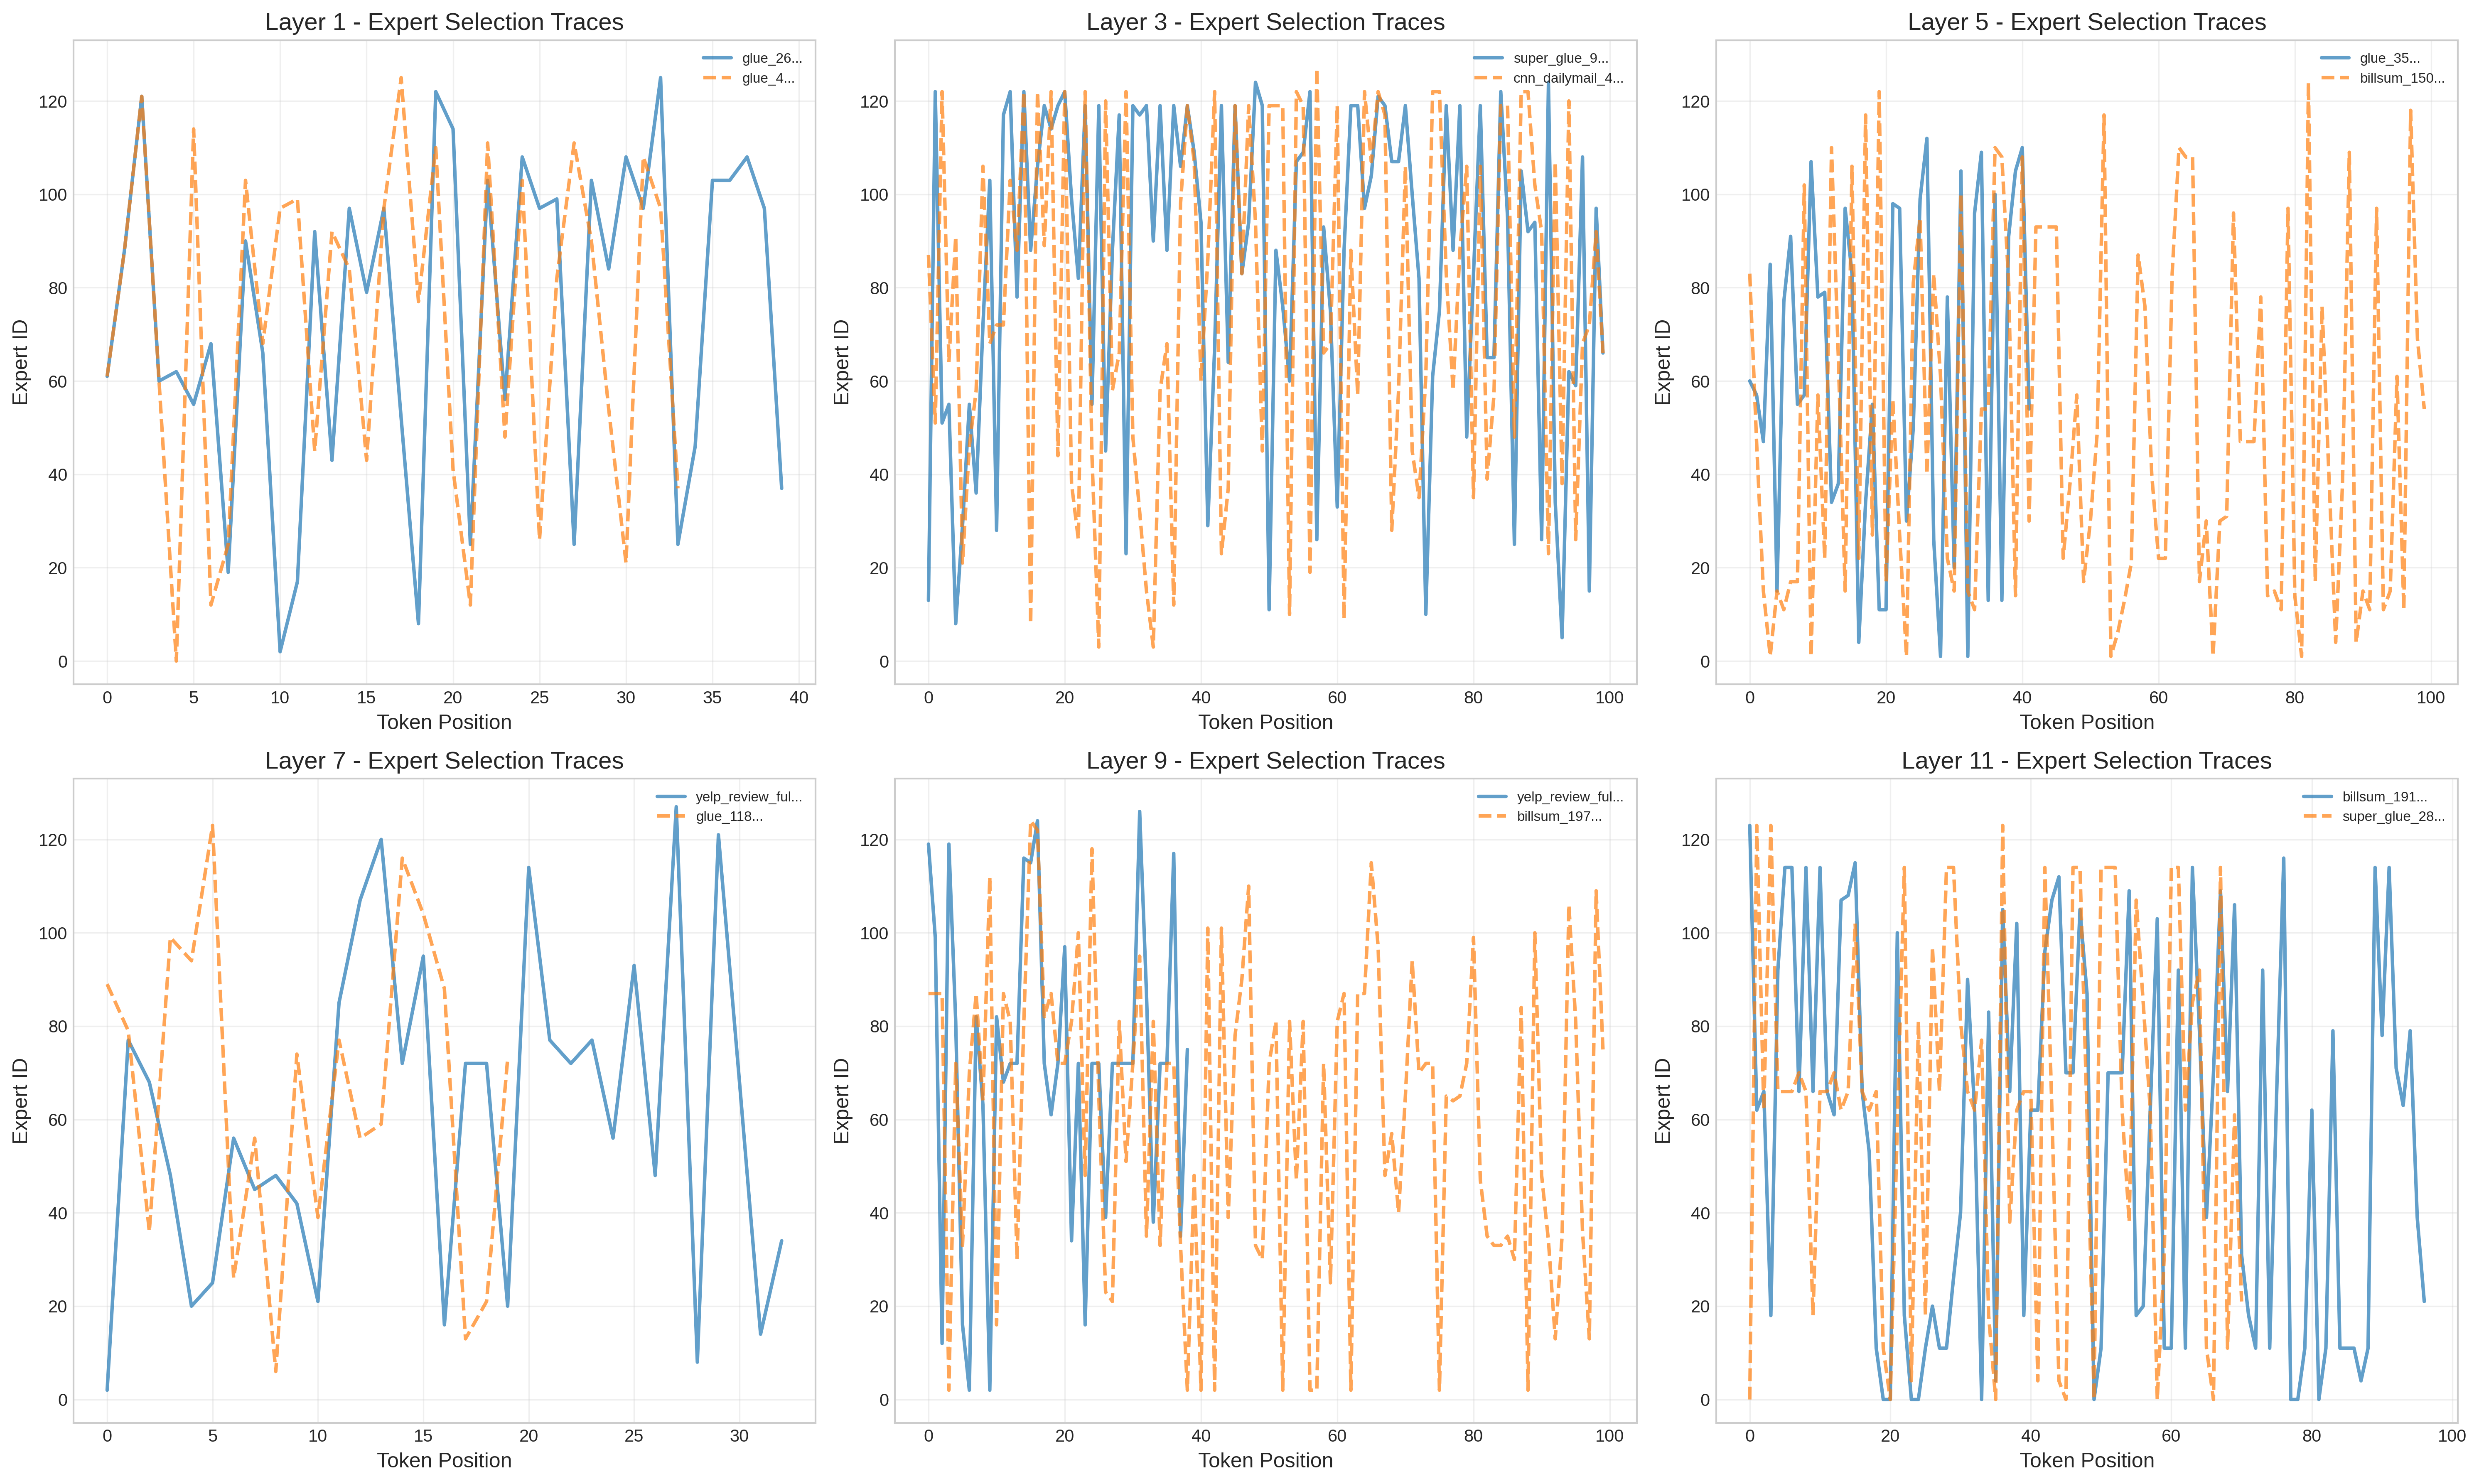 Layer 1 - Expert Selection Traces
glue_26...
glue_4...
Expert ID
120
100
80
60
40
20
0
0 5 10 15 20 25 30 35 40
Token Position
Layer 3 - Expert Selection Traces
super_glue_9...
cnn_dailymail_4...
Expert ID
120
100
80
60
40
20
0
0 20 40 60 80 100
Token Position
Layer 5 - Expert Selection Traces
glue_35...
billsum_150...
Expert ID
120
100
80
60
40
20
0
0 20 40 60 80 100
Token Position
Layer 7 - Expert Selection Traces
yelp_review_ful...
glue_118...
Expert ID
120
100
80
60
40
20
0
0 5 10 15 20 25 30
Token Position
Layer 9 - Expert Selection Traces
yelp_review_ful...
billsum_197...
Expert ID
120
100
80
60
40
20
0
0 20 40 60 80 100
Token Position
Layer 11 - Expert Selection Traces
billsum_191...
super_glue_28...
Expert ID
120
100
80
60
40
20
0
0 20 40 60 80 100
Token Position